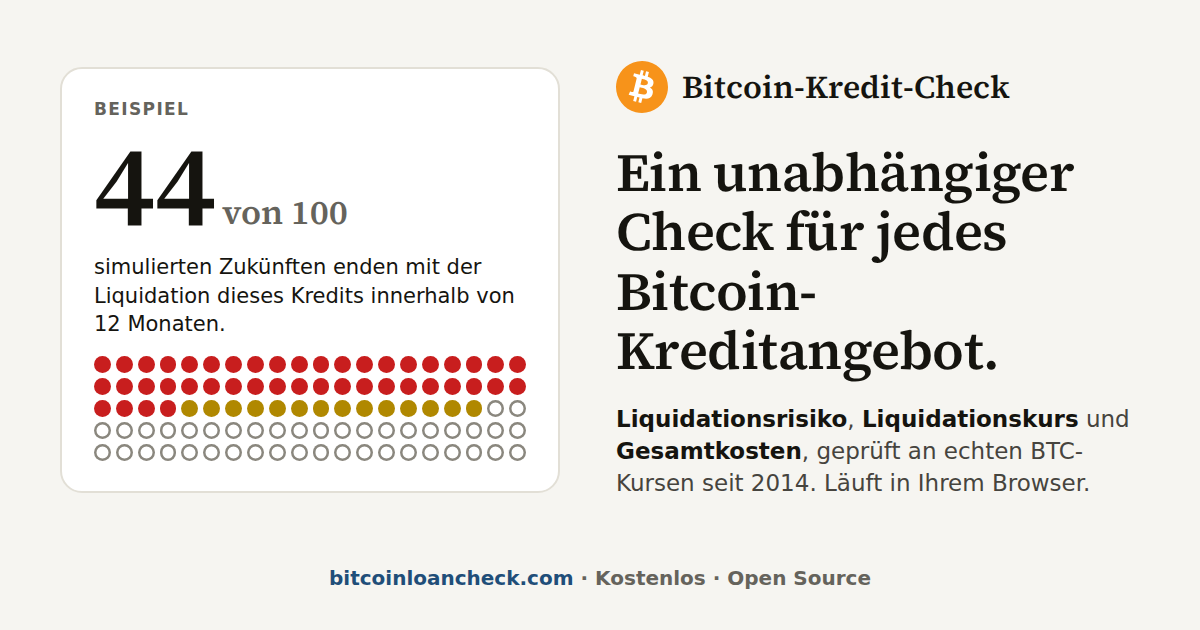 BEISPIEL
44 von 100
simulierten Zukünften enden mit der
Liquidation dieses Kredits innerhalb von
12 Monaten.
Bitcoin-Kredit-Check
Ein unabhängiger
Check für jedes
Bitcoin-
Kreditangebot.
Liquidationsrisiko, Liquidationskurs und
Gesamtkosten, geprüft an echten BTC-
Kursen seit 2014. Läuft in Ihrem Browser.
bitcoinloancheck.com · Kostenlos · Open Source